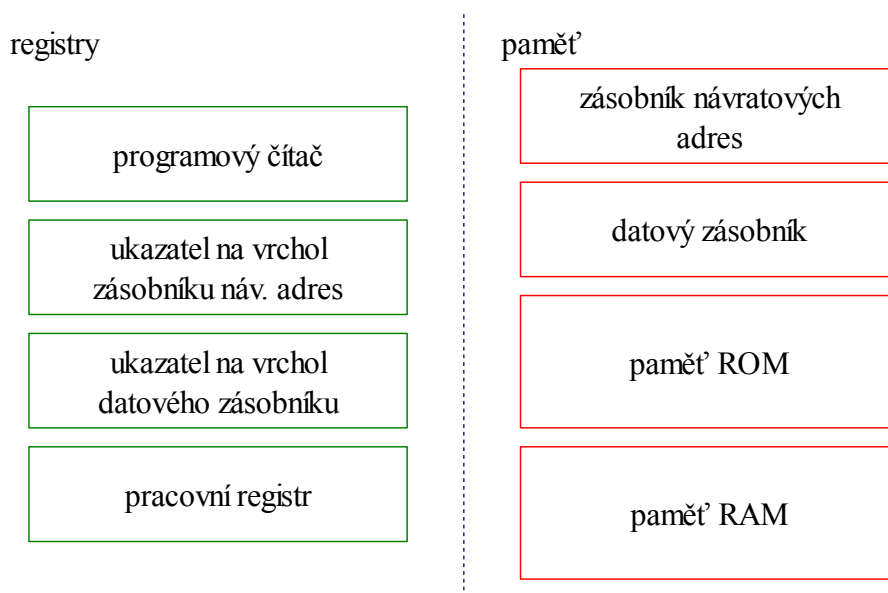 registry
programový čítač
ukazatel na vrchol
zásobníku náv. adres
ukazatel na vrchol
datového zásobníku
pracovní registr
paměť
zásobník návratových
adres
datový zásobník
paměť ROM
paměť RAM